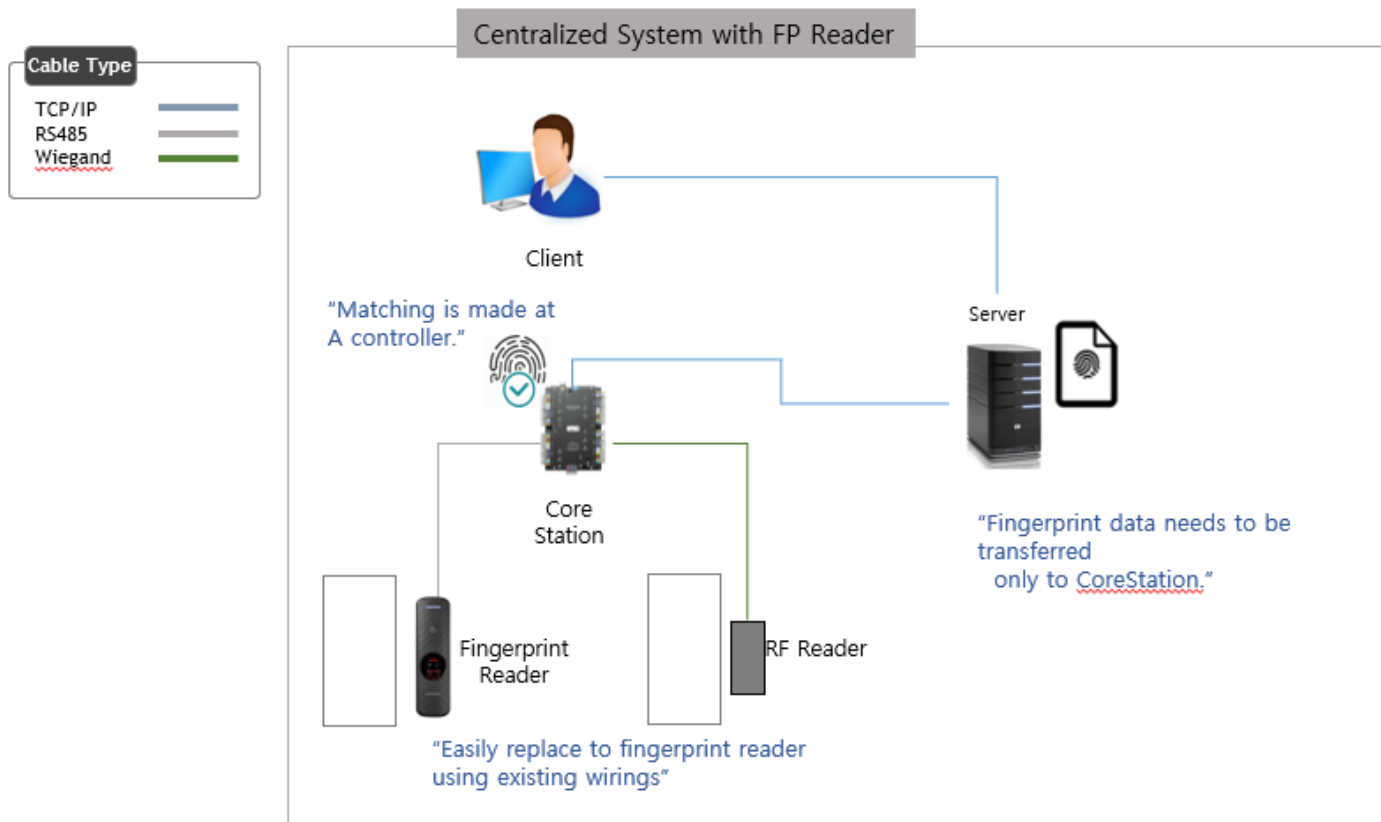 Centralized System with FP Reader
Cable Type
TCP/IP
RS485
Wiegand
Client
"Matching is made at
A controller."
Server
Core
Station
"Fingerprint data needs to be
transferred
only to CoreStation."
Fingerprint
Reader
RF Reader
"Easily replace to fingerprint reader
using existing wirings"